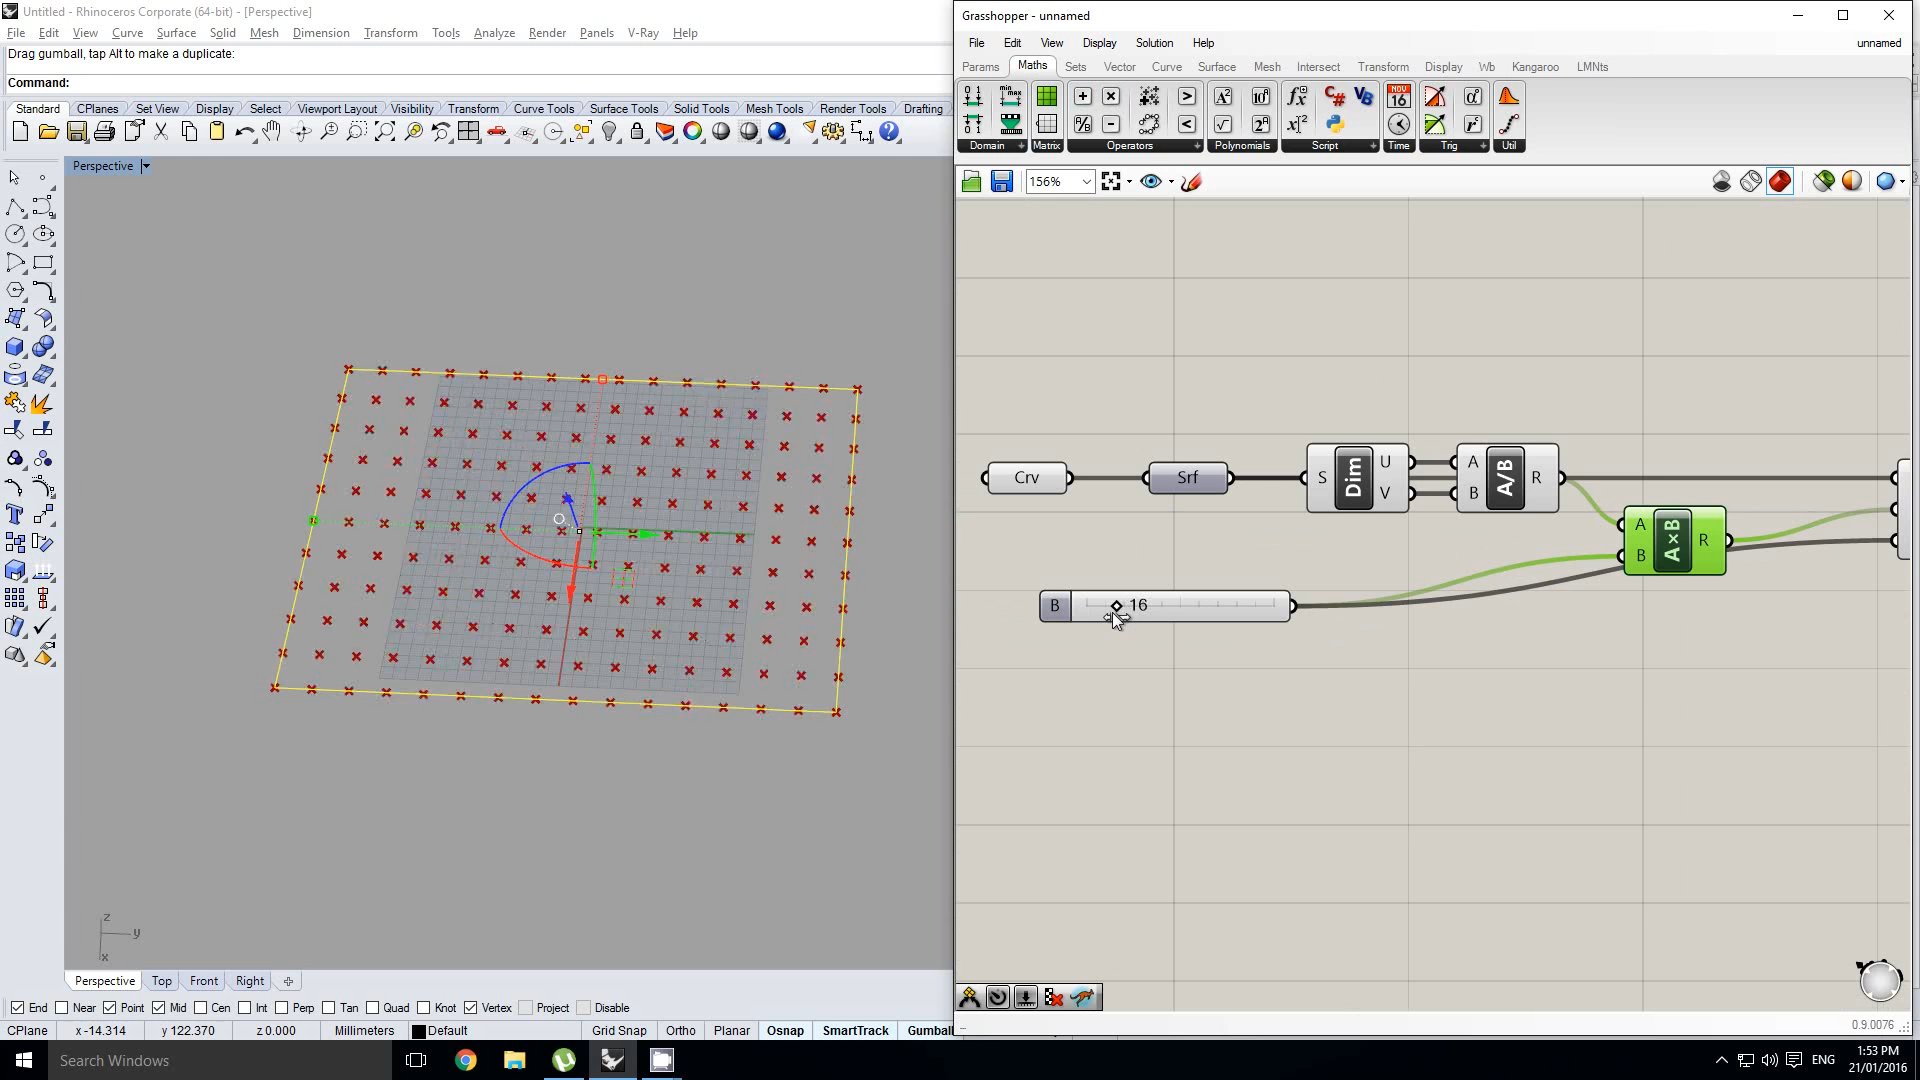 Untitled - Rhinoceros Corporate (64-bit) - [Perspective]
File Edit View Curve Surface Solid Mesh Dimension Transform Tools Analyze Render Panels V-Ray Help
Drag gumball, tap Alt to make a duplicate:
Command:
Standard CPlanes Set View Display Select Viewport Layout Visibility Transform Curve Tools Surface Tools Solid Tools Mesh Tools Render Tools Drafting
Perspective
z
y
x
Perspective Top Front Right
End Near Point Mid Cen Int Perp Tan Quad Knot Vertex Project Disable
CPlane x -14.314 y 122.370 z 0.000 Millimeters Default Grid Snap Ortho Planar Osnap SmartTrack Gumball
Grasshopper - unnamed
File Edit View Display Solution Help unnamed
Params Maths Sets Vector Curve Surface Mesh Intersect Transform Display Wb Kangaroo LMNts
Domain Matrix Operators Polynomials Script Time Trig Util
156%
Crv
Srf
S Dim U V
A B A/B R
A B A×B R
B 16
0.9.0076
Search Windows
ENG
1:53 PM
21/01/2016